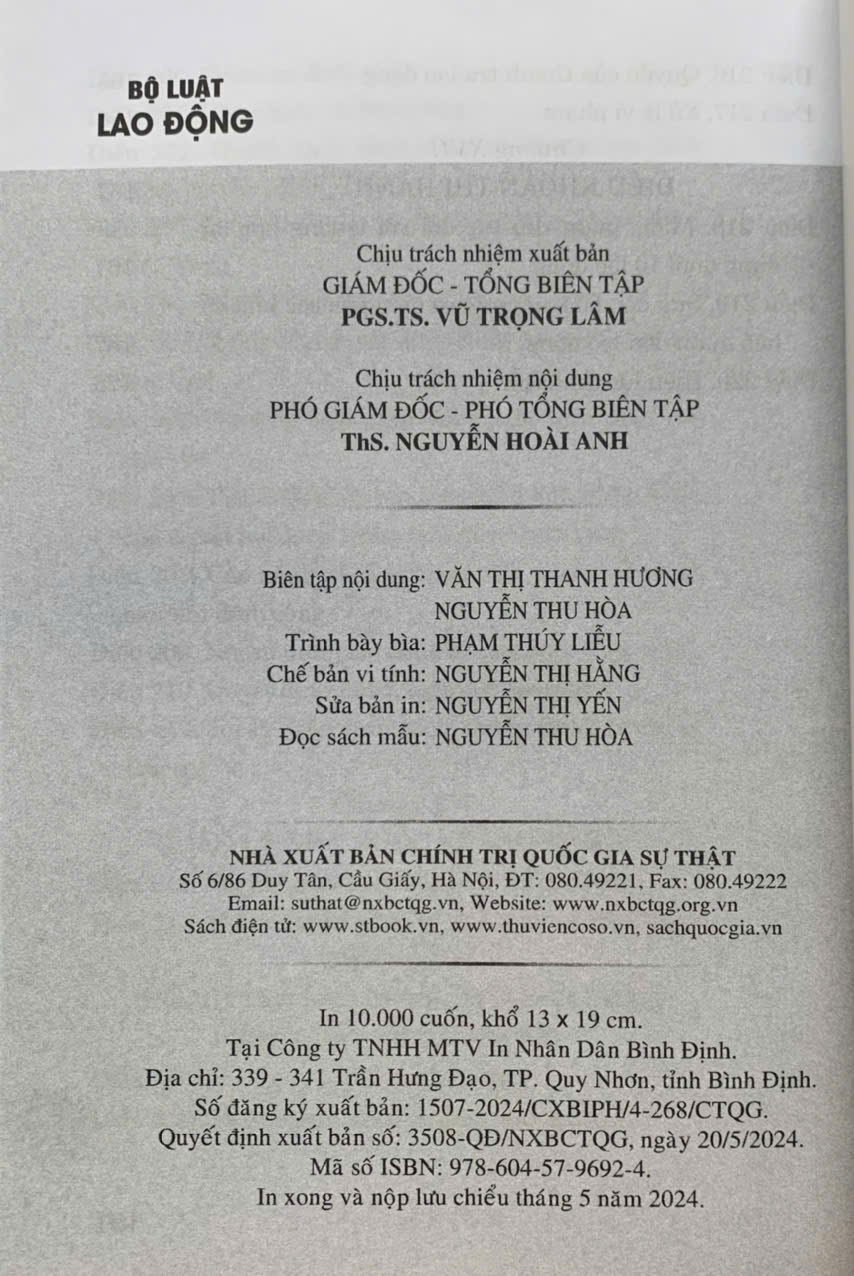 BỘ LUẬT
LAO ĐỘNG
Chịu trách nhiệm xuất bản
GIÁM ĐỐC - TỔNG BIÊN TẬP
PGS.TS. VŨ TRỌNG LÂM
Chịu trách nhiệm nội dung
PHÓ GIÁM ĐỐC - PHÓ TỔNG BIÊN TẬP
ThS. NGUYỄN HOÀI ANH
Biên tập nội dung: VĂN THỊ THANH HƯƠNG
NGUYỄN THU HÒA
Trình bày bìa: PHẠM THÚY LIỄU
Chế bản vi tính: NGUYỄN THỊ HẰNG
Sửa bản in: NGUYỄN THỊ YẾN
Đọc sách mẫu: NGUYỄN THU HÒA
NHÀ XUẤT BẢN CHÍNH TRỊ QUỐC GIA SỰ THẬT
Số 6/86 Duy Tân, Cầu Giấy, Hà Nội, ĐT: 080.49221, Fax: 080.49222
Email: suthat@nxbctqg.vn, Website: www.nxbctqg.org.vn
Sách điện tử: www.stbook.vn, www.thuviencoso.vn, sachquocgia.vn
In 10.000 cuốn, khổ 13 x 19 cm.
Tại Công ty TNHH MTV In Nhân Dân Bình Định.
Địa chỉ: 339 - 341 Trần Hưng Đạo, TP. Quy Nhơn, tỉnh Bình Định.
Số đăng ký xuất bản: 1507-2024/CXBIPH/4-268/CTQG.
Quyết định xuất bản số: 3508-QĐ/NXBCTQG, ngày 20/5/2024.
Mã số ISBN: 978-604-57-9692-4.
In xong và nộp lưu chiểu tháng 5 năm 2024.